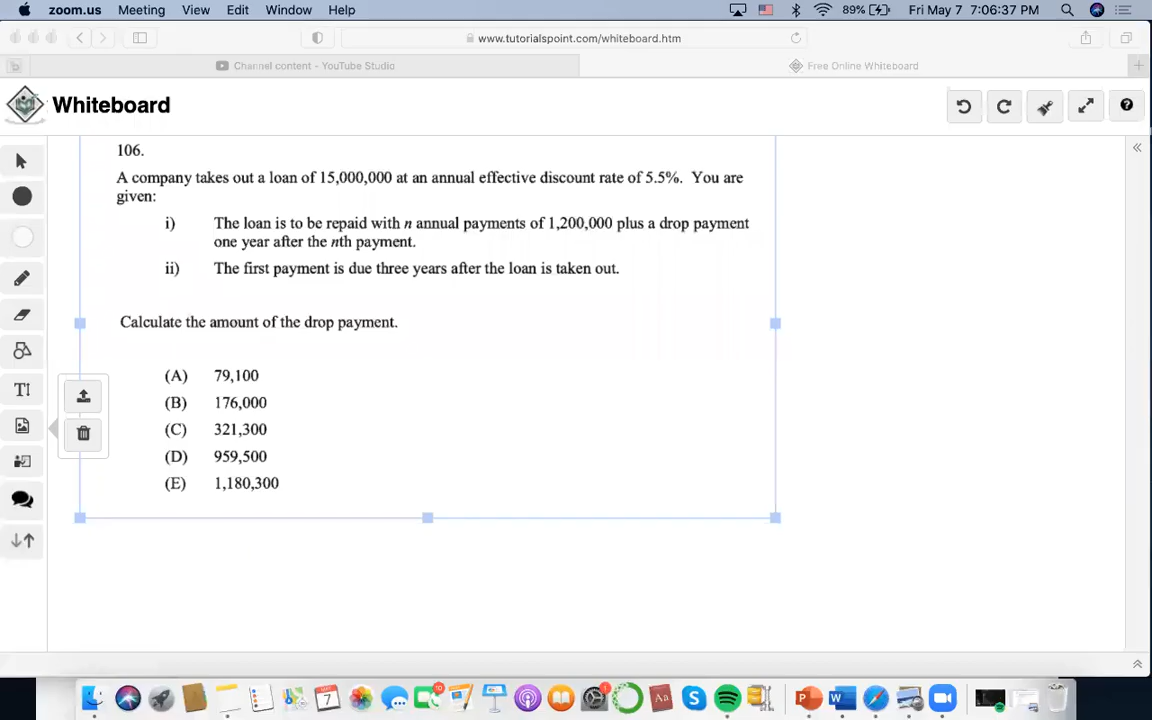 zoom.us Meeting View Edit Window Help 89% Fri May 7 7:06:37 PM
www.tutorialspoint.com/whiteboard.htm
Channel content - YouTube Studio Free Online Whiteboard
Whiteboard
106.
A company takes out a loan of 15,000,000 at an annual effective discount rate of 5.5%. You are
given:
i) The loan is to be repaid with n annual payments of 1,200,000 plus a drop payment
one year after the nth payment.
ii) The first payment is due three years after the loan is taken out.
Calculate the amount of the drop payment.
(A) 79,100
(B) 176,000
(C) 321,300
(D) 959,500
(E) 1,180,300